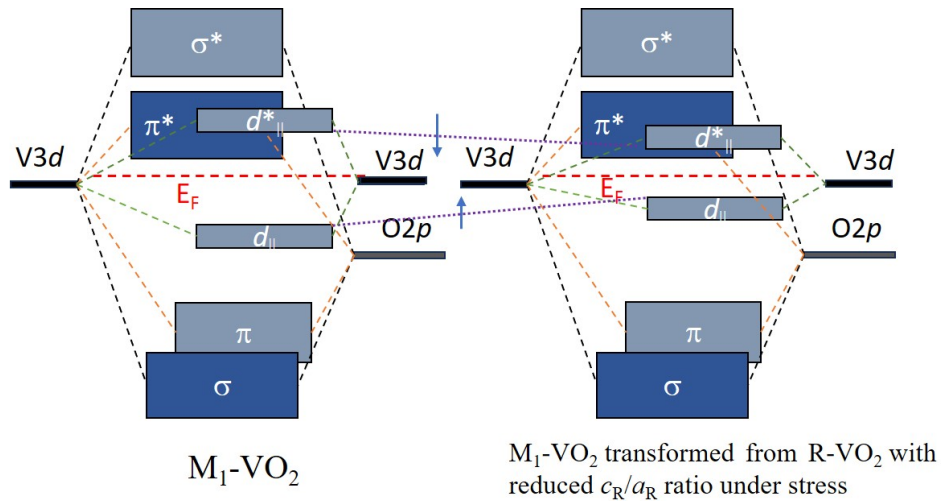 σ*
σ*
π*
d*||
π*
d*||
V3d
V3d
V3d
V3d
EF
EF
d||
O2p
d||
O2p
π
π
σ
σ
M1-VO2
M1-VO2 transformed from R-VO2 with
reduced cR/aR ratio under stress